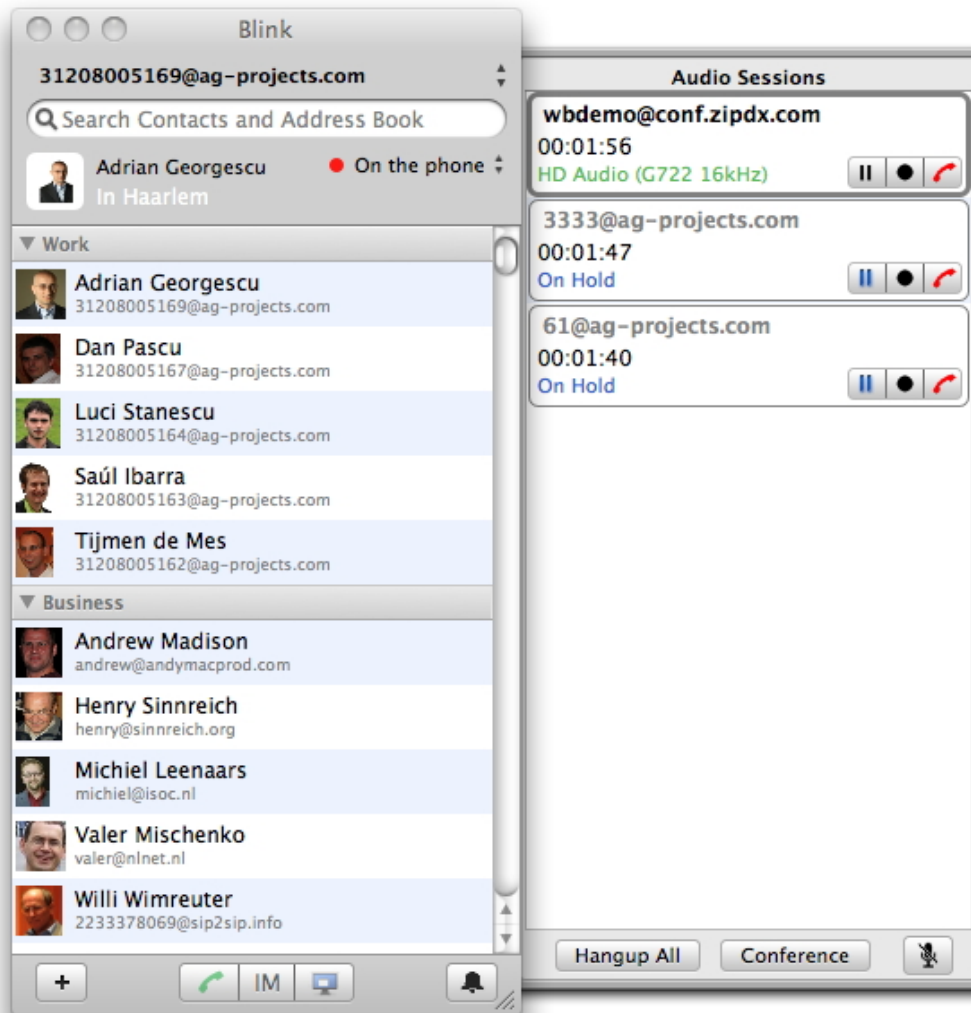 Blink
31208005169@ag-projects.com
Search Contacts and Address Book
Adrian Georgescu
On the phone
In Haarlem
Work
Adrian Georgescu
31208005169@ag-projects.com
Dan Pascu
31208005167@ag-projects.com
Luci Stanescu
31208005164@ag-projects.com
Saúl Ibarra
31208005163@ag-projects.com
Tijmen de Mes
31208005162@ag-projects.com
Business
Andrew Madison
andrew@andymacprod.com
Henry Sinnreich
henry@sinnreich.org
Michiel Leenaars
michiel@isoc.nl
Valer Mischenko
valer@nlnet.nl
Willi Wimreuter
2233378069@sip2sip.info
IM
Audio Sessions
wbdemo@conf.zipdx.com
00:01:56
HD Audio (G722 16kHz)
3333@ag-projects.com
00:01:47
On Hold
61@ag-projects.com
00:01:40
On Hold
Hangup All
Conference